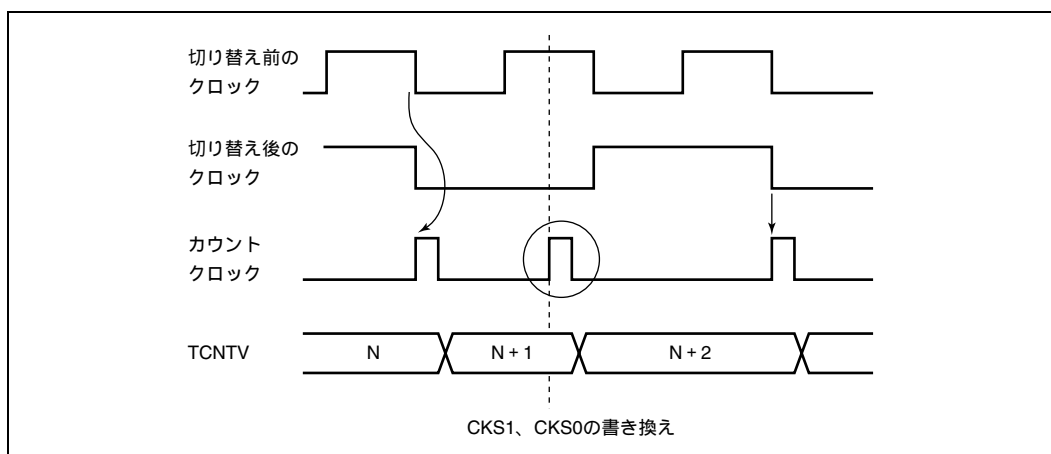 切り替え前の
クロック
切り替え後の
クロック
カウント
クロック
TCNTV
N
N + 1
N + 2
CKS1、CKS0の書き換え